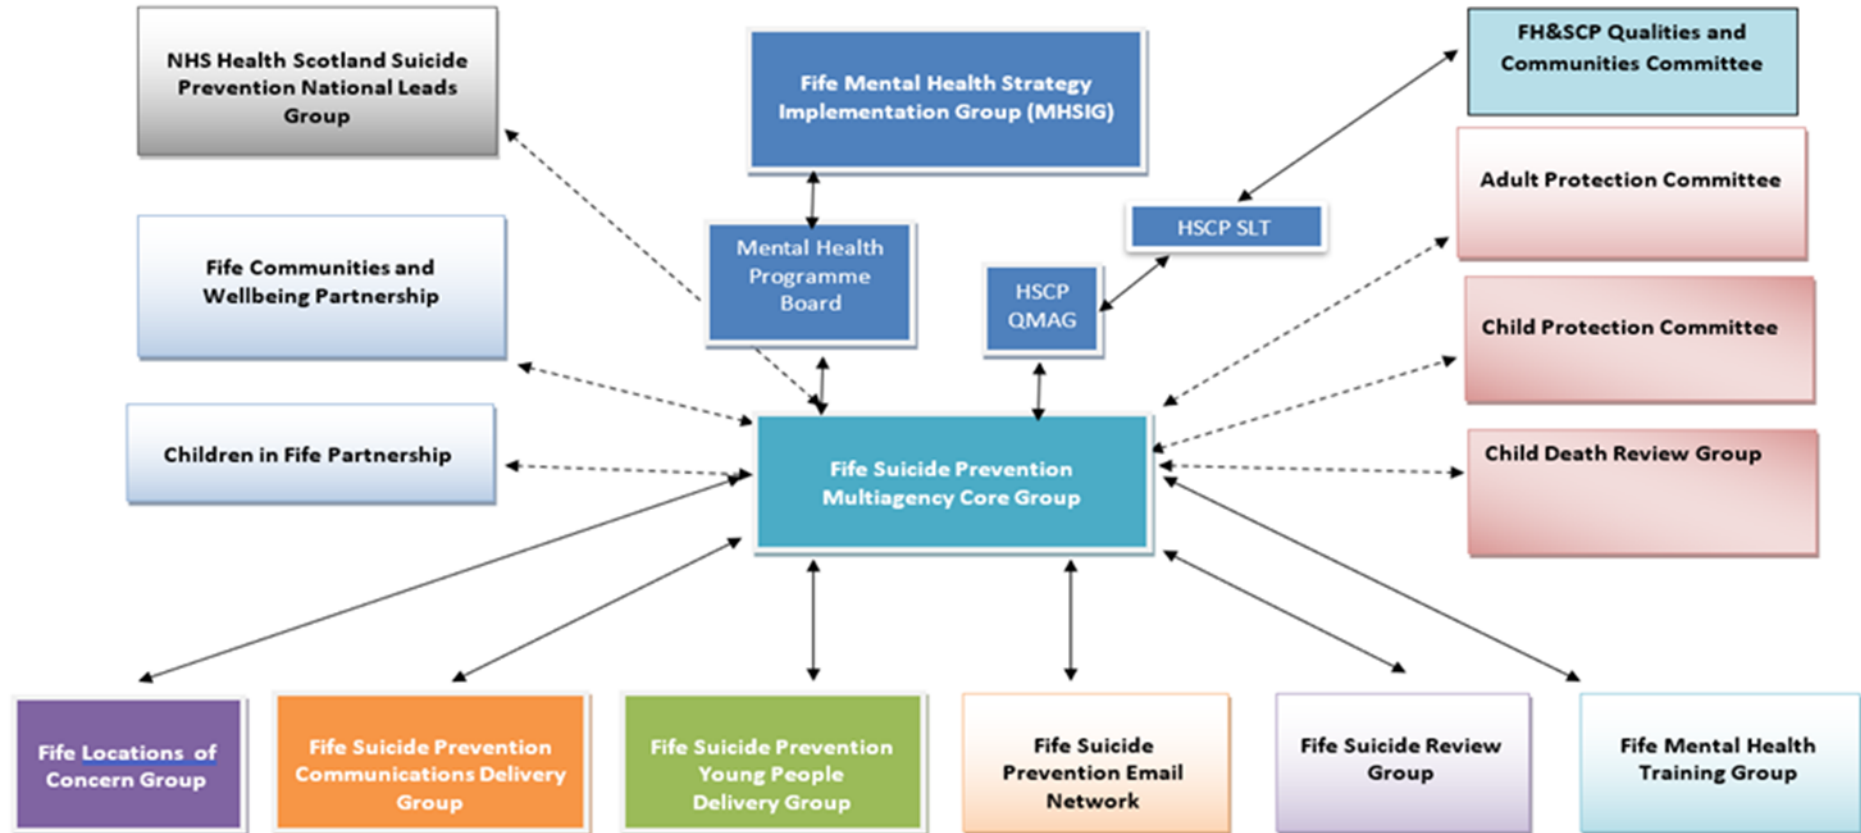 NHS Health Scotland Suicide
Prevention National Leads
Group
Fife Mental Health Strategy
Implementation Group (MHSIG)
FH&SCP Qualities and
Communities Committee
Adult Protection Committee
HSCP SLT
Fife Communities and
Wellbeing Partnership
Mental Health
Programme
Board
HSCP
QMAG
Child Protection Committee
Children in Fife Partnership
Fife Suicide Prevention
Multiagency Core Group
Child Death Review Group
Fife Locations of
Concern Group
Fife Suicide Prevention
Communications Delivery
Group
Fife Suicide Prevention
Young People
Delivery Group
Fife Suicide
Prevention Email
Network
Fife Suicide Review
Group
Fife Mental Health
Training Group